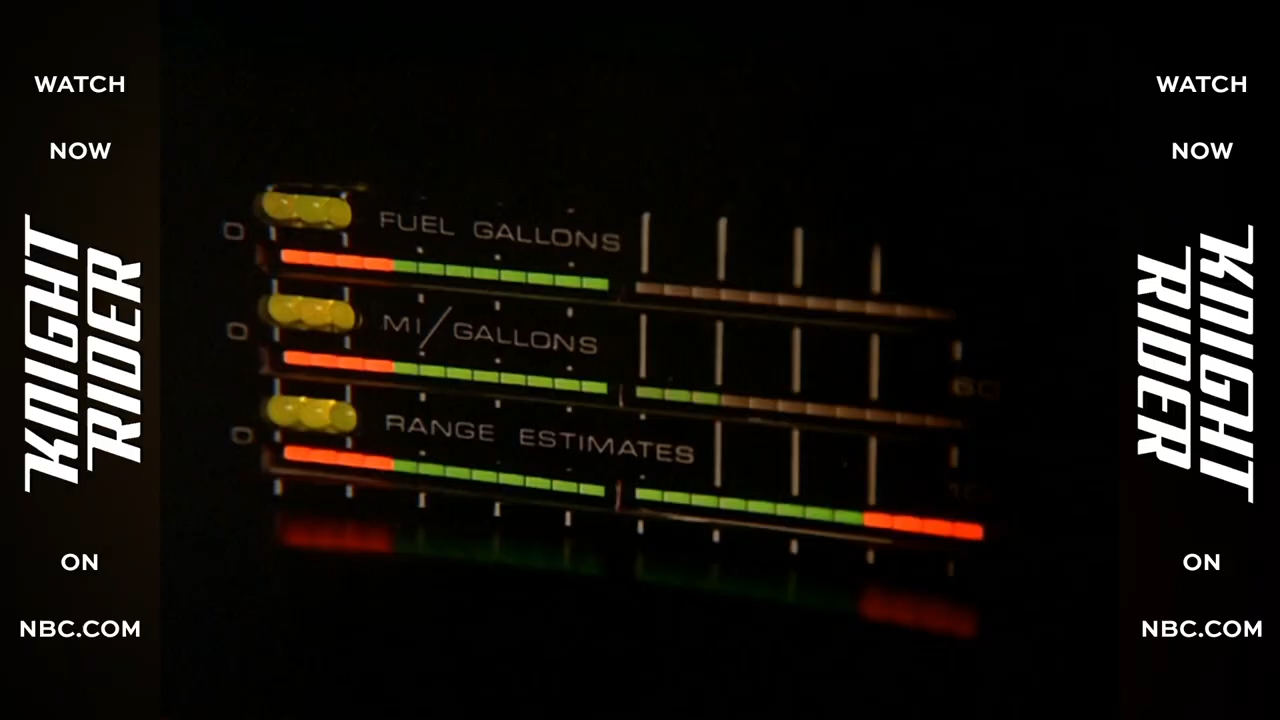 WATCH
NOW
KNIGHT
RIDER
ON
NBC.COM
0
FUEL GALLONS
0
MI/GALLONS
60
0
RANGE ESTIMATES
WATCH
NOW
KNIGHT
RIDER
ON
NBC.COM